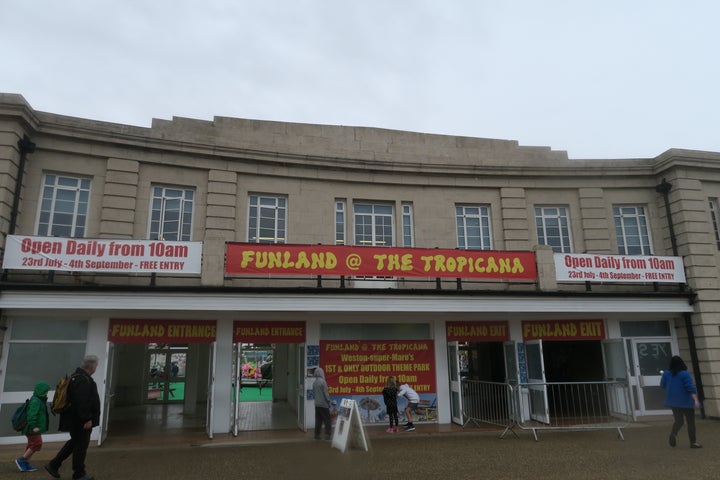 Open Daily from 10am
23rd July - 4th September - FREE ENTRY
FUNLAND @ THE TROPICANA
Open Daily from 10am
23rd July - 4th September - FREE ENTRY
FUNLAND ENTRANCE
FUNLAND ENTRANCE
FUNLAND @ THE TROPICANA
Weston-super-Mare's
1ST & ONLY OUTDOOR THEME PARK
Open Daily from 10am
FREE ENTRY
FUNLAND EXIT
FUNLAND EXIT